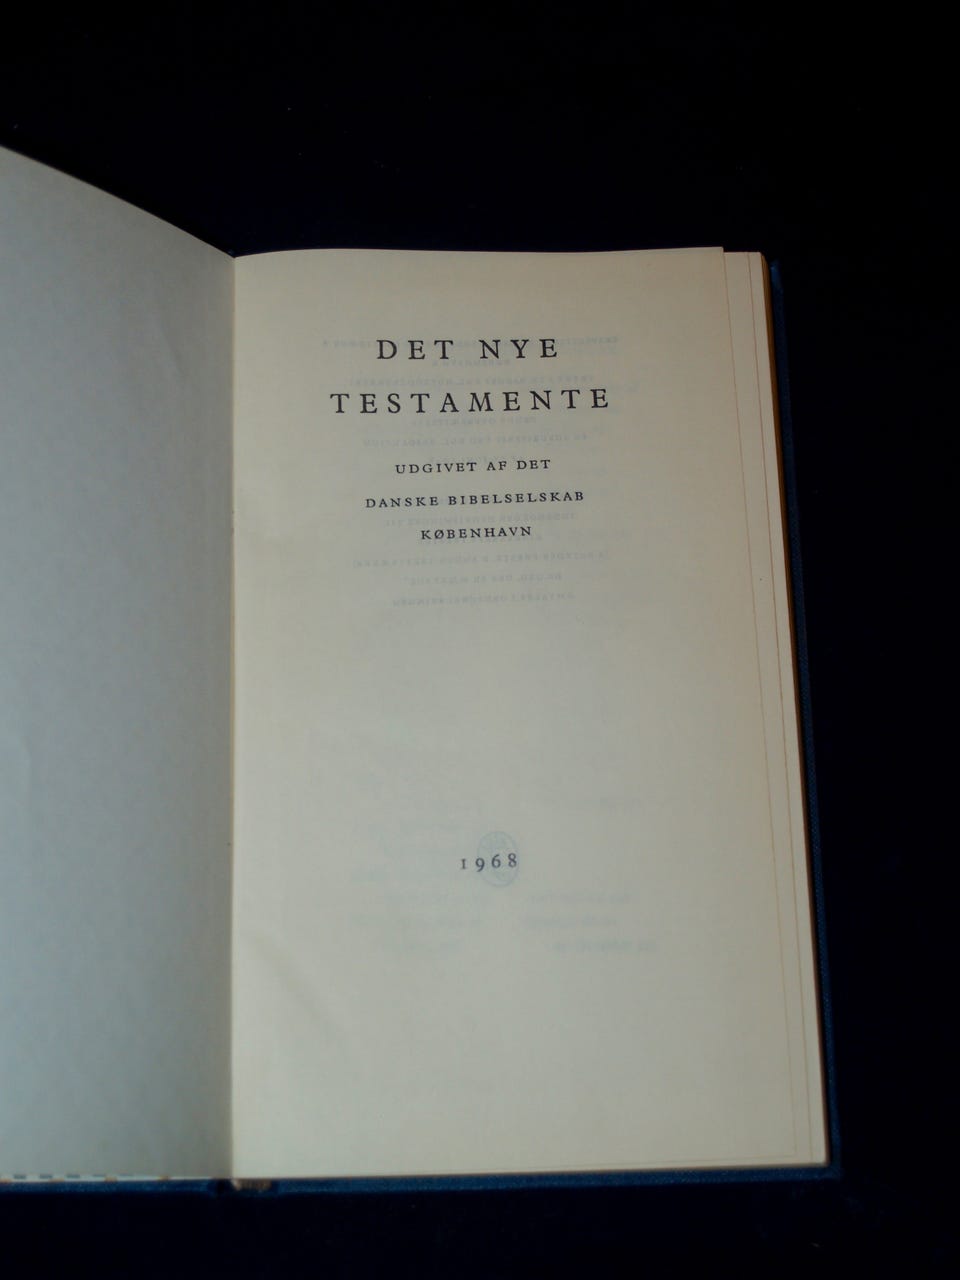 DET NYE
TESTAMENTE
UDGIVET AF DET
DANSKE BIBELSELSKAB
KØBENHAVN
1968